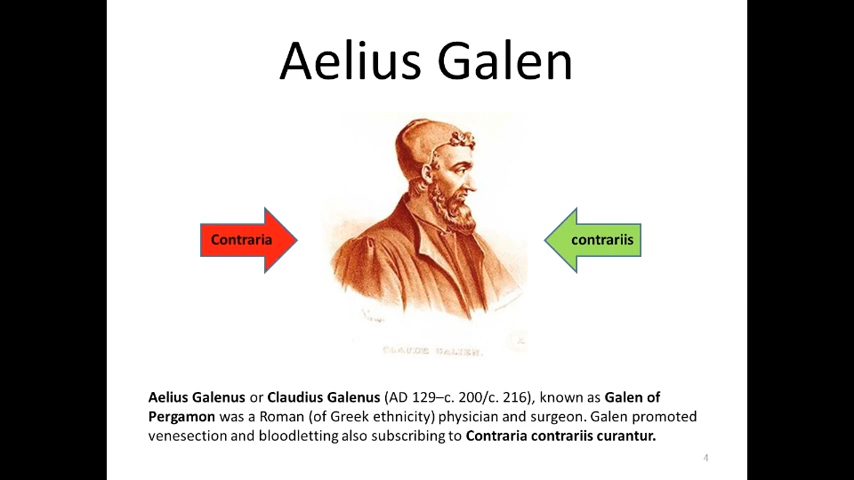 Aelius Galen
Contraria
contrariis
CLAUDE GALIEN.
Aelius Galenus or Claudius Galenus (AD 129–c. 200/c. 216), known as Galen of
Pergamon was a Roman (of Greek ethnicity) physician and surgeon. Galen promoted
venesection and bloodletting also subscribing to Contraria contrariis curantur.
4